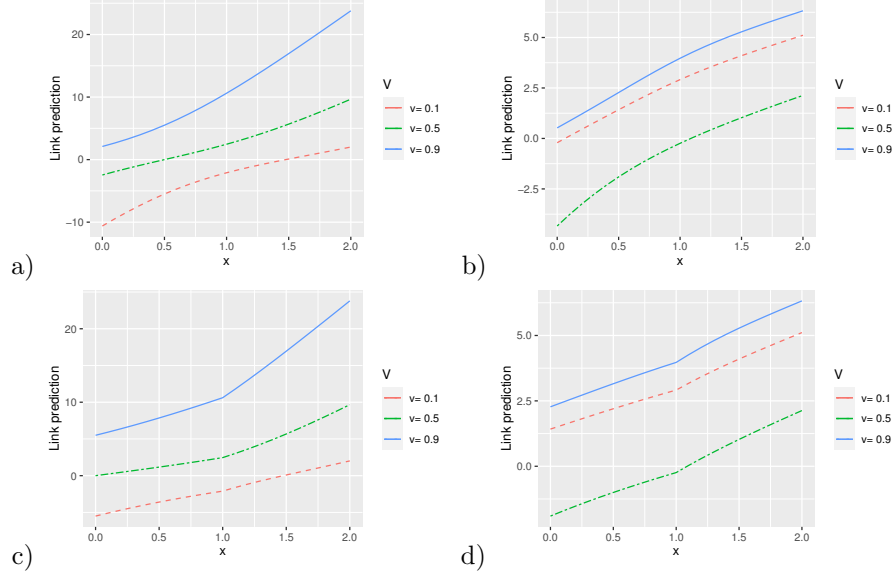 20
10
0
−10
Link prediction
0.0 0.5 1.0 1.5 2.0
x
V
v= 0.1
v= 0.5
v= 0.9
a)
5.0
2.5
0.0
−2.5
Link prediction
0.0 0.5 1.0 1.5 2.0
x
V
v= 0.1
v= 0.5
v= 0.9
b)
20
10
0
Link prediction
0.0 0.5 1.0 1.5 2.0
x
V
v= 0.1
v= 0.5
v= 0.9
c)
5.0
2.5
0.0
Link prediction
0.0 0.5 1.0 1.5 2.0
x
V
v= 0.1
v= 0.5
v= 0.9
d)